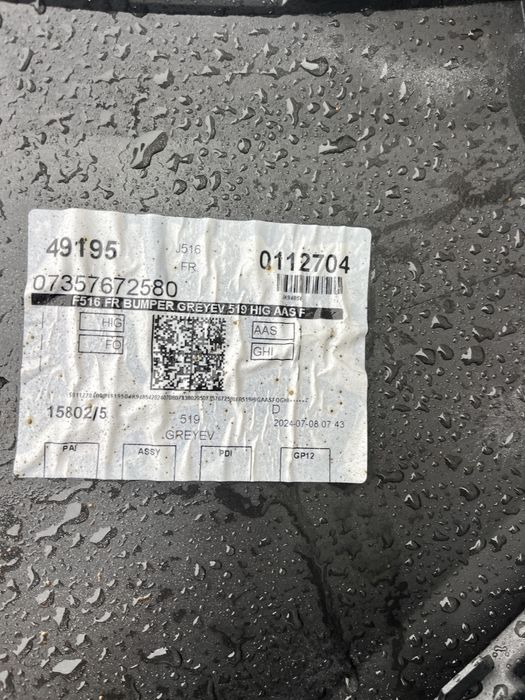 49195 J516 0112704
FR
07357672580
F516 FR BUMPER GREYEV 519 HIG AAS F
HIG AAS
FO GHI
15802/5 519 D
GREYEV 2024-07-08 07 43
PAI ASSY PDI GP12